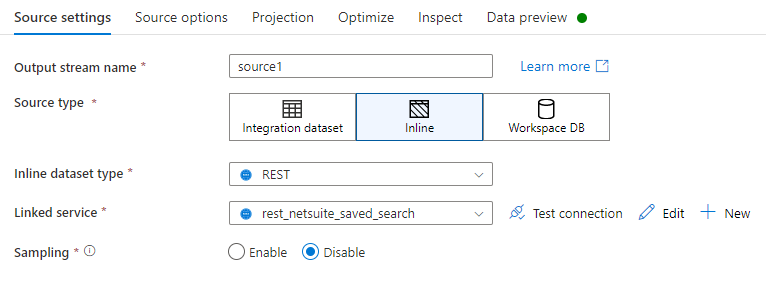 Source settings Source options Projection Optimize Inspect Data preview
Output stream name * source1 Learn more
Source type *
Integration dataset Inline Workspace DB
Inline dataset type * REST
Linked service * rest_netsuite_saved_search Test connection Edit New
Sampling * Enable Disable